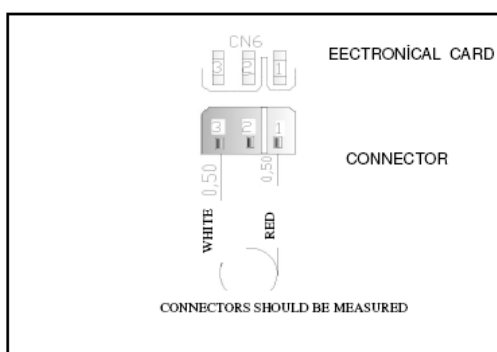 CN6
EECTRONİCAL CARD
3 2 1
3 2 1
CONNECTOR
0,50 0,50
WHITE RED
CONNECTORS SHOULD BE MEASURED